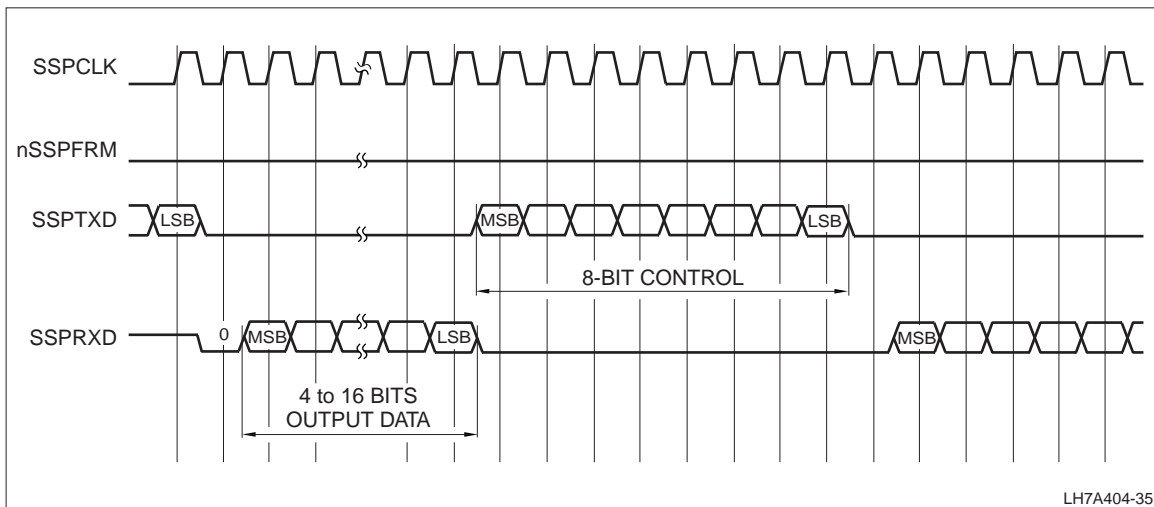 SSPCLK
nSSPFRM
SSPTXD
LSB
MSB
LSB
8-BIT CONTROL
SSPRXD
0
MSB
LSB
MSB
4 to 16 BITS
OUTPUT DATA
LH7A404-35